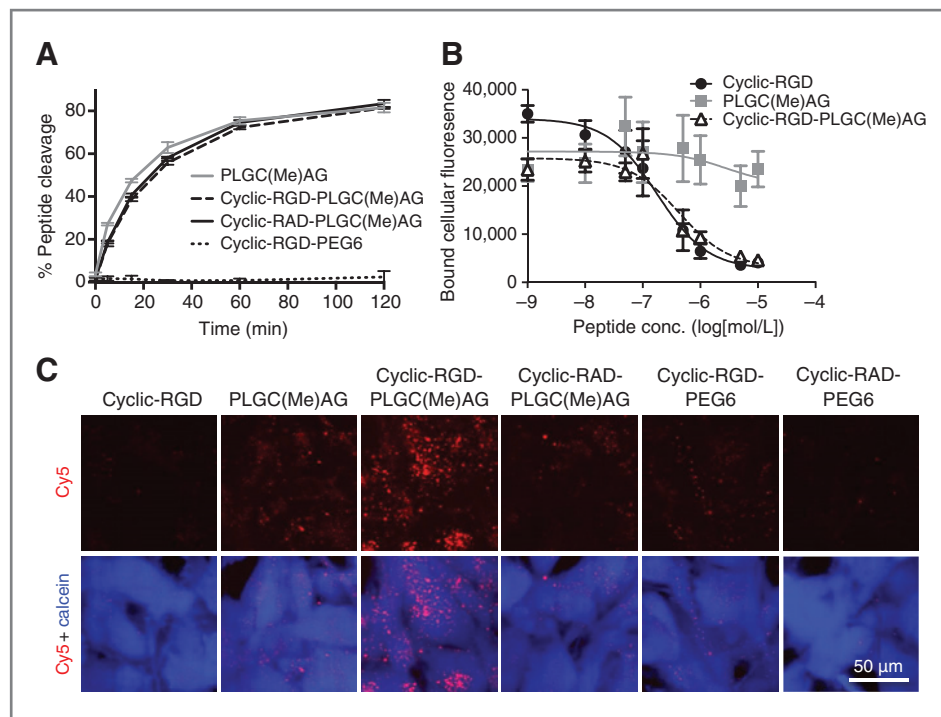 A
% Peptide cleavage
80
60
40
20
0
0 20 40 60 80 100 120
Time (min)
PLGC(Me)AG
Cyclic-RGD-PLGC(Me)AG
Cyclic-RAD-PLGC(Me)AG
Cyclic-RGD-PEG6
B
Bound cellular fluoresence
40,000
30,000
20,000
10,000
0
–9 –8 –7 –6 –5 –4
Peptide conc. (log[mol/L])
Cyclic-RGD
PLGC(Me)AG
Cyclic-RGD-PLGC(Me)AG
C
Cyclic-RGD
PLGC(Me)AG
Cyclic-RGD-
PLGC(Me)AG
Cyclic-RAD-
PLGC(Me)AG
Cyclic-RGD-
PEG6
Cyclic-RAD-
PEG6
Cy5
Cy5 + calcein
50 μm